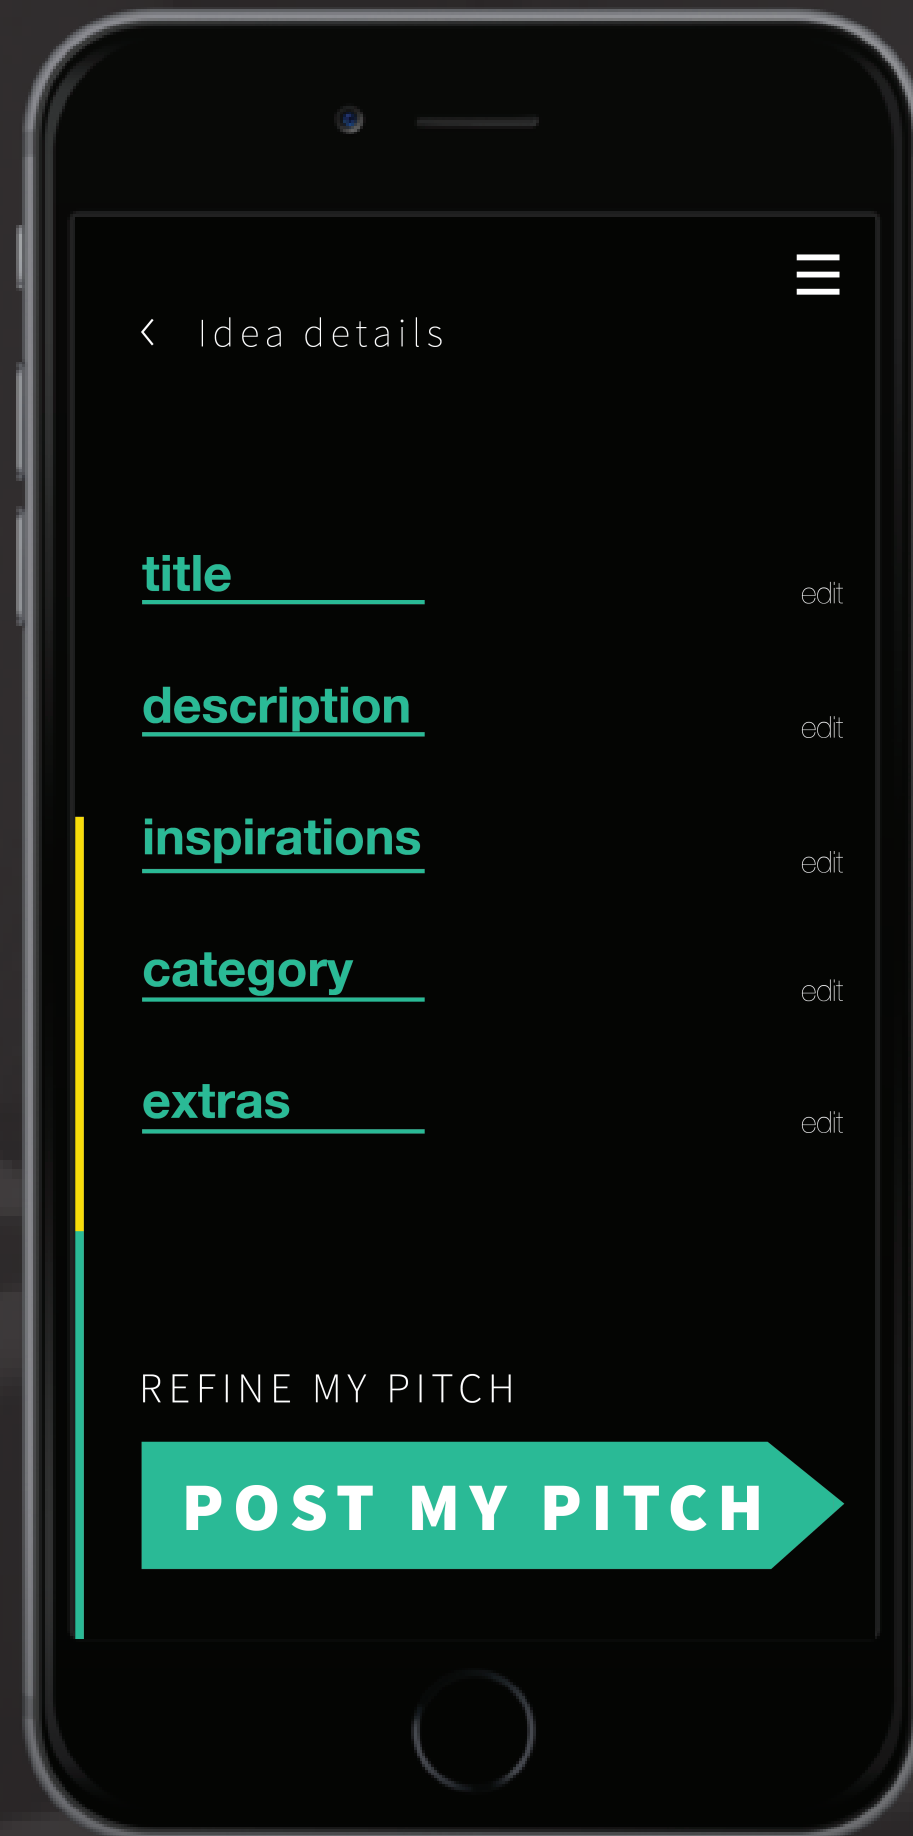 Idea details
title
edit
description
edit
inspirations
edit
category
edit
extras
edit
REFINE MY PITCH
POST MY PITCH